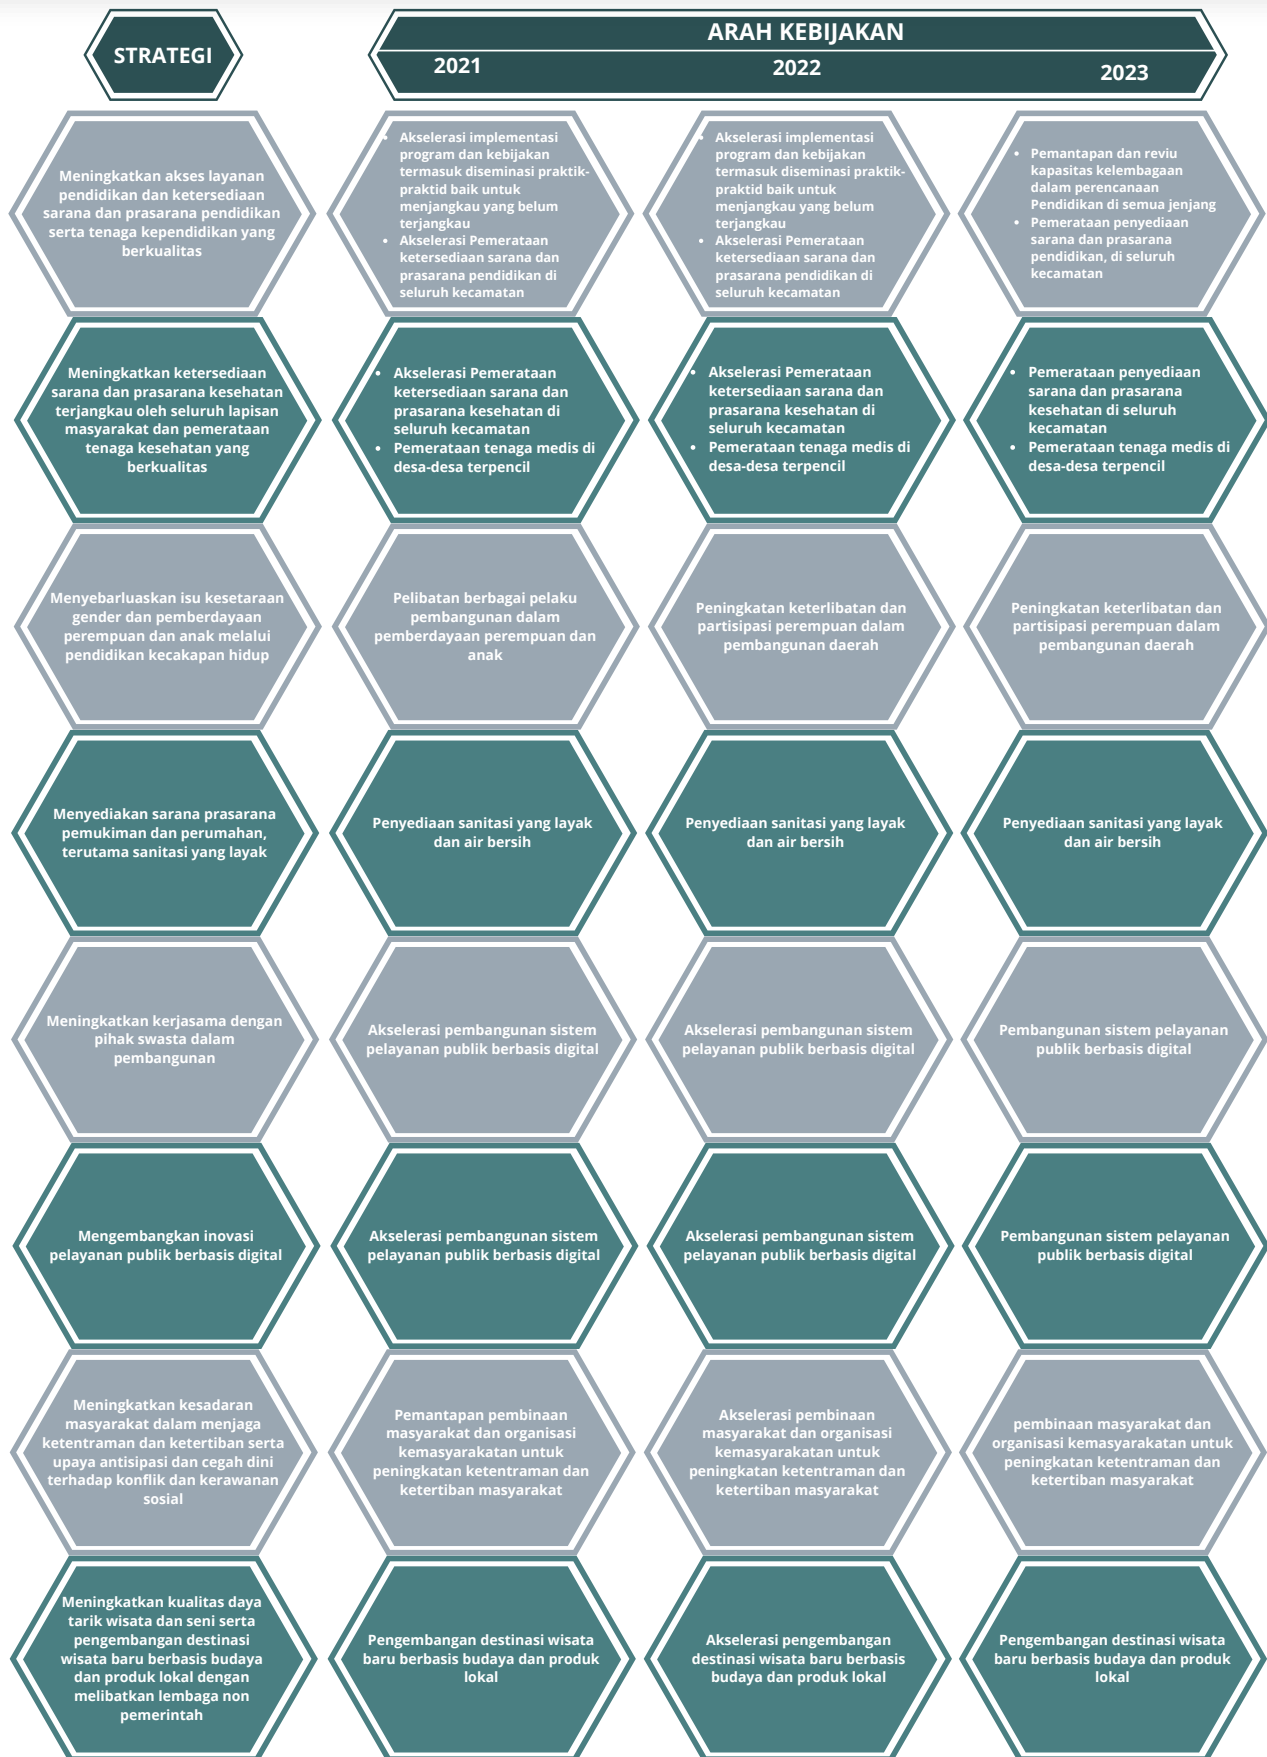 STRATEGI
ARAH KEBIJAKAN
2021
2022
2023
Meningkatkan akses layanan
pendidikan dan ketersediaan
sarana dan prasarana pendidikan
serta tenaga kependidikan yang
berkualitas
• Akselerasi implementasi
program dan kebijakan
termasuk diseminasi praktik-
praktid baik untuk
menjangkau yang belum
terjangkau
• Akselerasi Pemerataan
ketersediaan sarana dan
prasarana pendidikan di
seluruh kecamatan
• Akselerasi implementasi
program dan kebijakan
termasuk diseminasi praktik-
praktid baik untuk
menjangkau yang belum
terjangkau
• Akselerasi Pemerataan
ketersediaan sarana dan
prasarana pendidikan di
seluruh kecamatan
• Pemantapan dan reviu
kapasitas kelembagaan
dalam perencanaan
Pendidikan di semua jenjang
• Pemerataan penyediaan
sarana dan prasarana
pendidikan, di seluruh
kecamatan
Meningkatkan ketersediaan
sarana dan prasarana kesehatan
terjangkau oleh seluruh lapisan
masyarakat dan pemerataan
tenaga kesehatan yang
berkualitas
• Akselerasi Pemerataan
ketersediaan sarana dan
prasarana kesehatan di
seluruh kecamatan
• Pemerataan tenaga medis di
desa-desa terpencil
• Akselerasi Pemerataan
ketersediaan sarana dan
prasarana kesehatan di
seluruh kecamatan
• Pemerataan tenaga medis di
desa-desa terpencil
• Pemerataan penyediaan
sarana dan prasarana
kesehatan di seluruh
kecamatan
• Pemerataan tenaga medis di
desa-desa terpencil
Menyebarluaskan isu kesetaraan
gender dan pemberdayaan
perempuan dan anak melalui
pendidikan kecakapan hidup
Pelibatan berbagai pelaku
pembangunan dalam
pemberdayaan perempuan dan
anak
Peningkatan keterlibatan dan
partisipasi perempuan dalam
pembangunan daerah
Peningkatan keterlibatan dan
partisipasi perempuan dalam
pembangunan daerah
Menyediakan sarana prasarana
pemukiman dan perumahan,
terutama sanitasi yang layak
Penyediaan sanitasi yang layak
dan air bersih
Penyediaan sanitasi yang layak
dan air bersih
Penyediaan sanitasi yang layak
dan air bersih
Meningkatkan kerjasama dengan
pihak swasta dalam
pembangunan
Akselerasi pembangunan sistem
pelayanan publik berbasis digital
Akselerasi pembangunan sistem
pelayanan publik berbasis digital
Pembangunan sistem pelayanan
publik berbasis digital
Mengembangkan inovasi
pelayanan publik berbasis digital
Akselerasi pembangunan sistem
pelayanan publik berbasis digital
Akselerasi pembangunan sistem
pelayanan publik berbasis digital
Pembangunan sistem pelayanan
publik berbasis digital
Meningkatkan kesadaran
masyarakat dalam menjaga
ketentraman dan ketertiban serta
upaya antisipasi dan cegah dini
terhadap konflik dan kerawanan
sosial
Pemantapan pembinaan
masyarakat dan organisasi
kemasyarakatan untuk
peningkatan ketentraman dan
ketertiban masyarakat
Akselerasi pembinaan
masyarakat dan organisasi
kemasyarakatan untuk
peningkatan ketentraman dan
ketertiban masyarakat
pembinaan masyarakat dan
organisasi kemasyarakatan untuk
peningkatan ketentraman dan
ketertiban masyarakat
Meningkatkan kualitas daya
tarik wisata dan seni serta
pengembangan destinasi
wisata baru berbasis budaya
dan produk lokal dengan
melibatkan lembaga non
pemerintah
Pengembangan destinasi wisata
baru berbasis budaya dan produk
lokal
Akselerasi pengembangan
destinasi wisata baru berbasis
budaya dan produk lokal
Pengembangan destinasi wisata
baru berbasis budaya dan produk
lokal